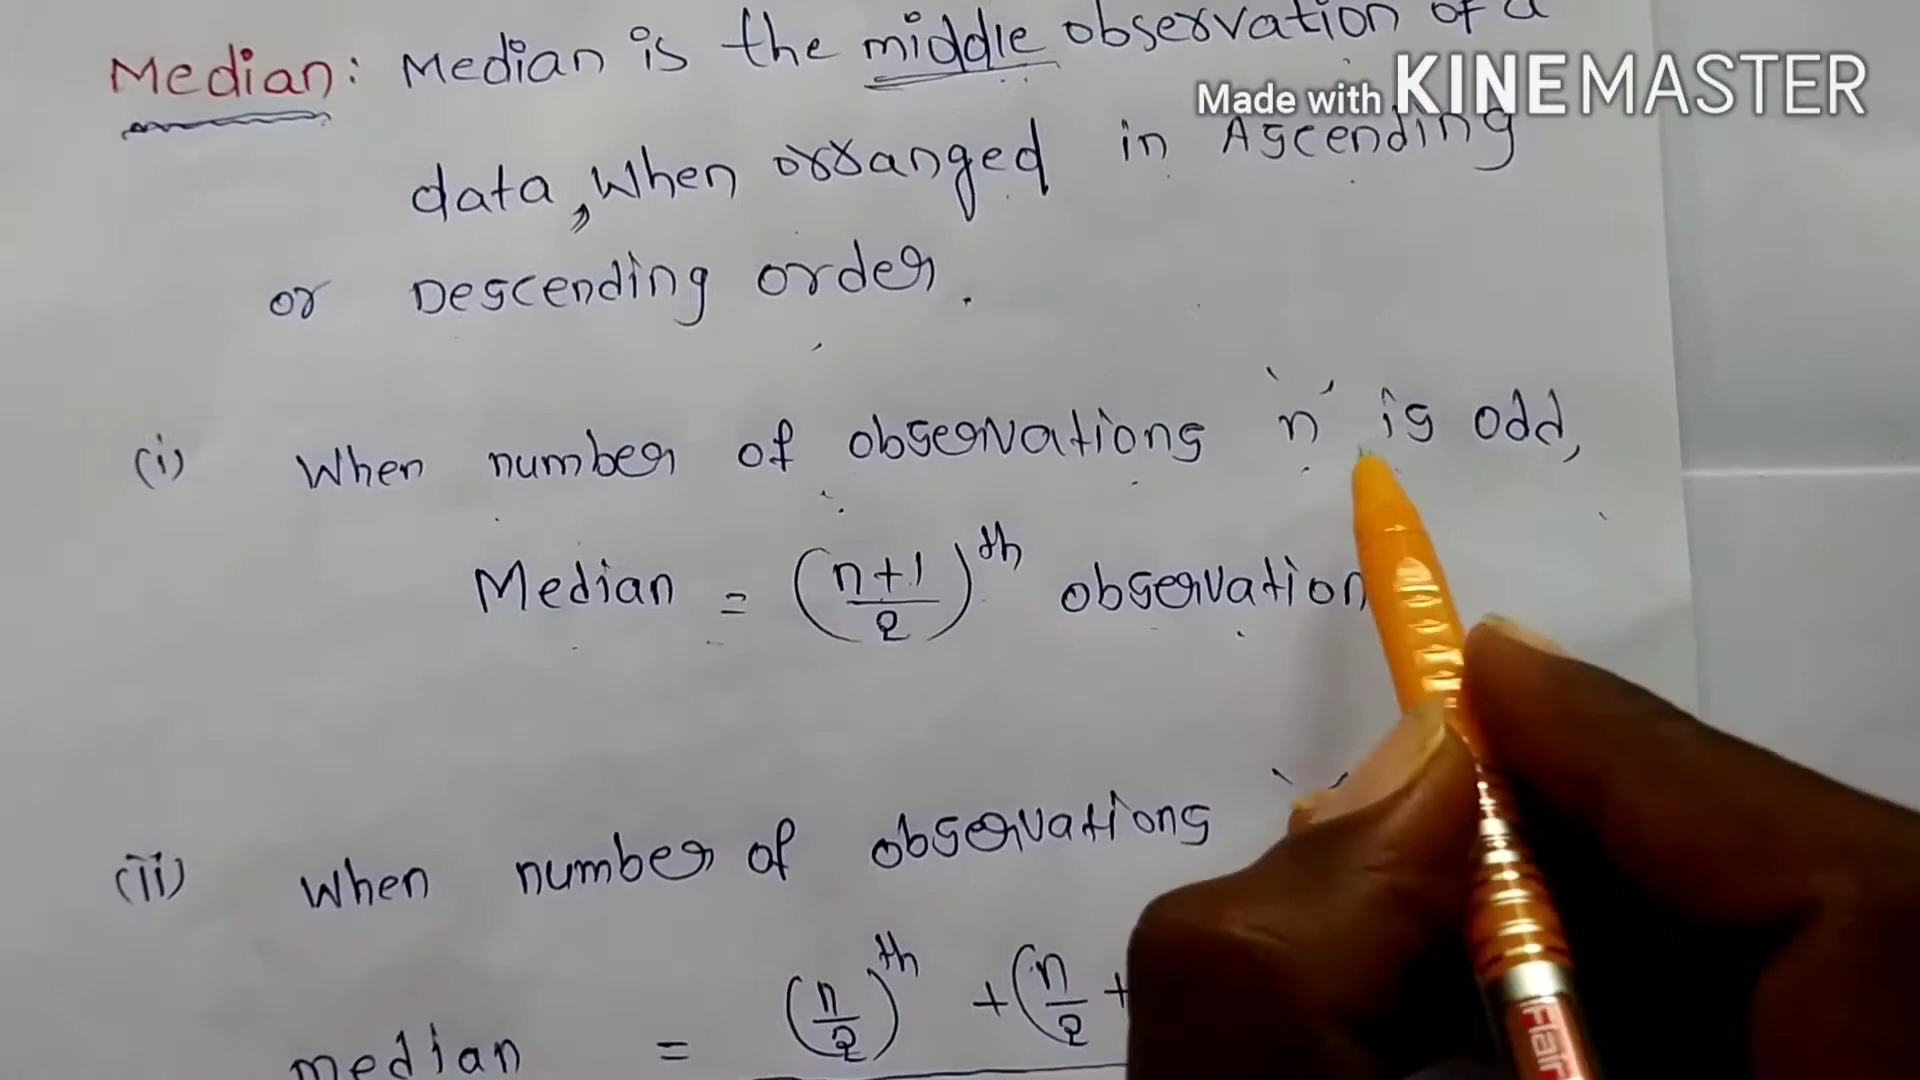 Median: Median is the middle observation of a
Made with KINEMASTER
data, when arranged in Ascending
or Descending order.
(i) When number of observations 'n' is odd,
Median = (n+1/2)th observation
(ii) When number of observations
median = (n/2)th + (n/2 +
Flair